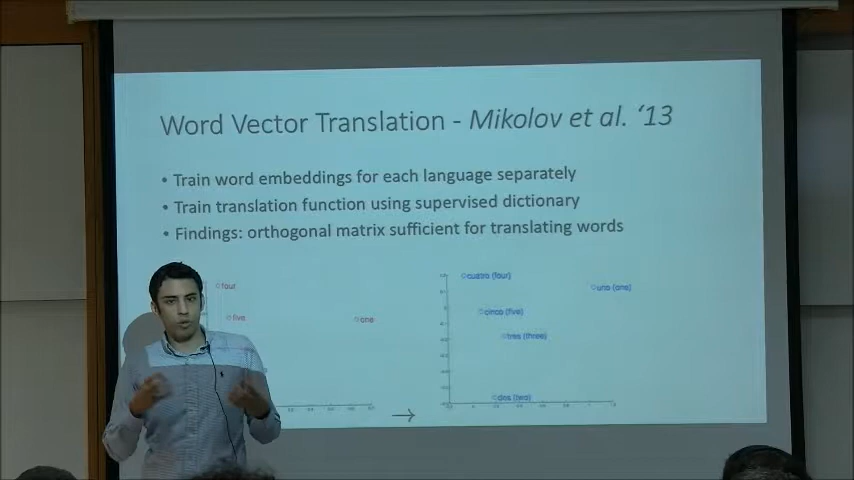 Word Vector Translation - Mikolov et al. '13
• Train word embeddings for each language separately
• Train translation function using supervised dictionary
• Findings: orthogonal matrix sufficient for translating words
four
five
one
cuatro (four)
uno (one)
cinco (five)
tres (three)
dos (two)